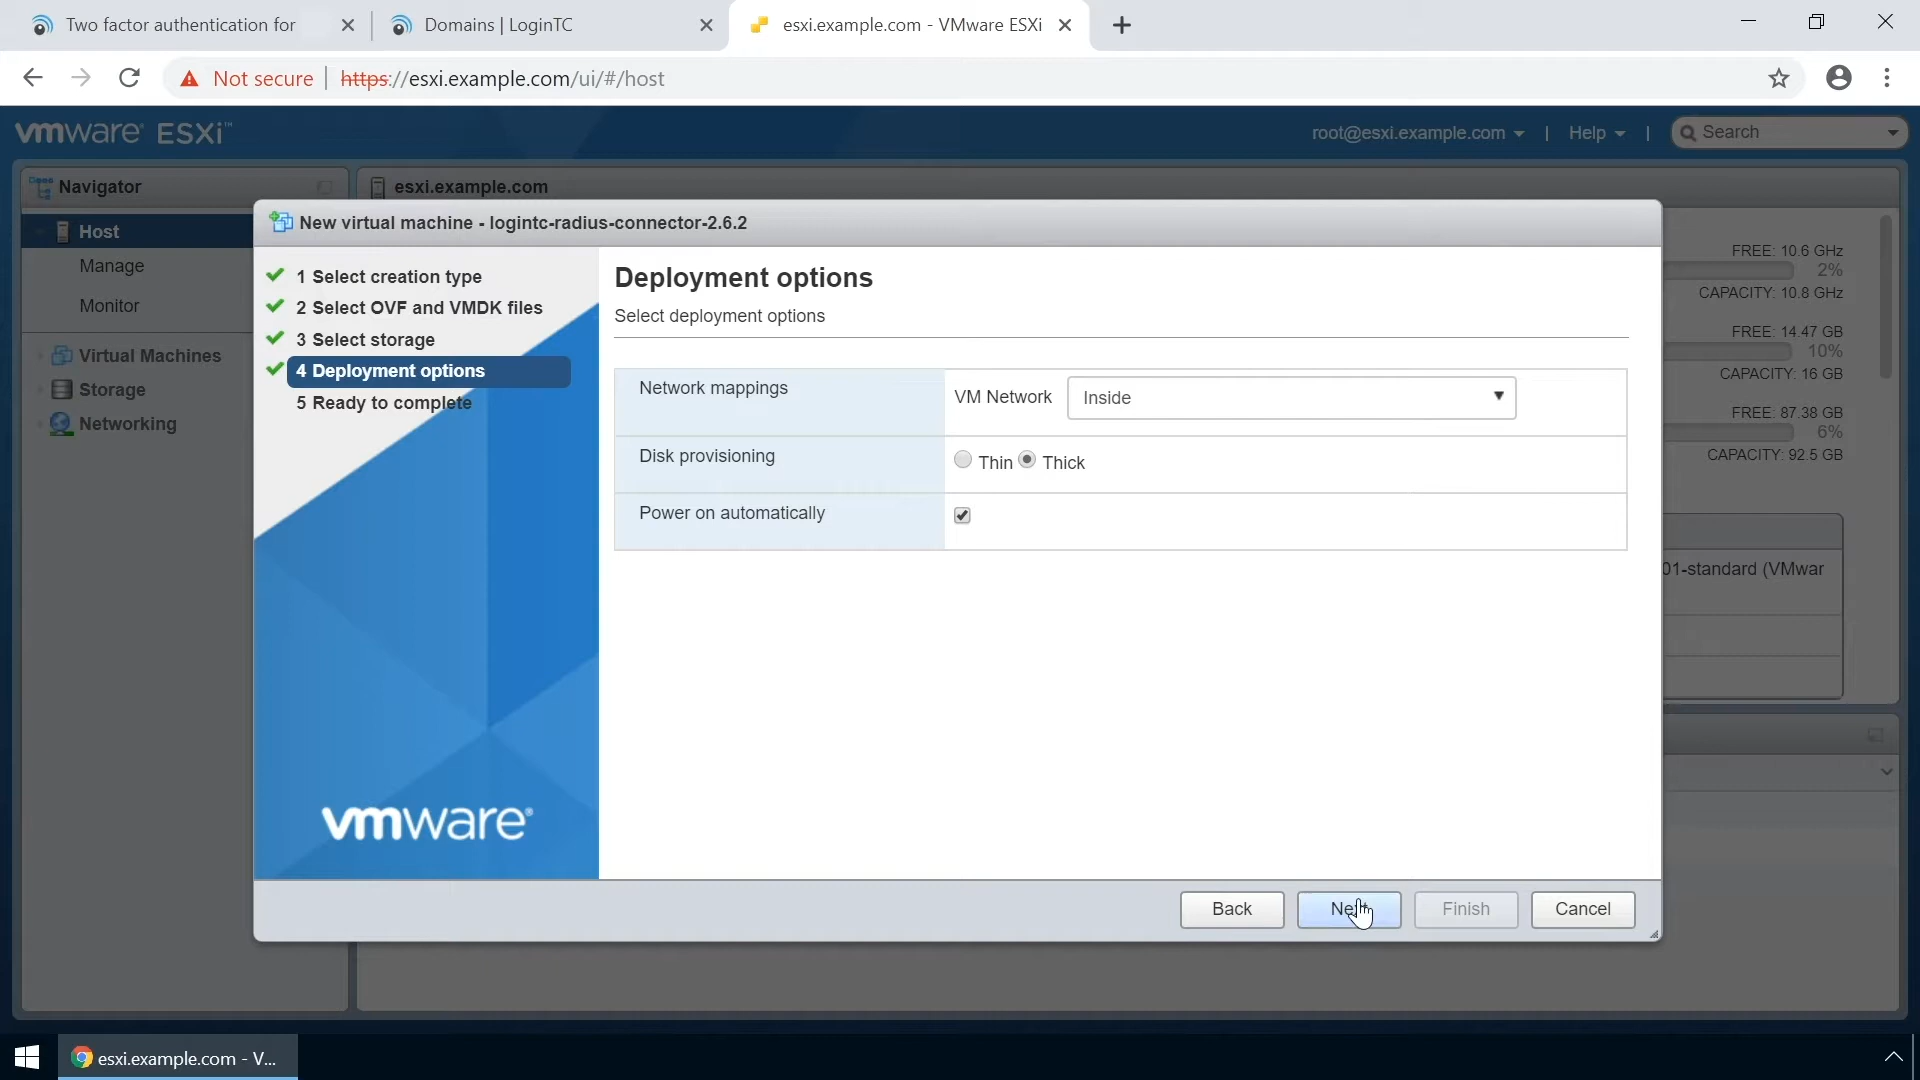 Two factor authentication for
Domains | LoginTC
esxi.example.com - VMware ESXi
Not secure
https://esxi.example.com/ui/#/host
vmware ESXi™
root@esxi.example.com
Help
Search
Navigator
esxi.example.com
Host
Manage
Monitor
Virtual Machines
Storage
Networking
New virtual machine - logintc-radius-connector-2.6.2
1 Select creation type
2 Select OVF and VMDK files
3 Select storage
4 Deployment options
5 Ready to complete
vmware®
Deployment options
Select deployment options
Network mappings
VM Network
Inside
Disk provisioning
Thin
Thick
Power on automatically
Back
Next
Finish
Cancel
FREE: 10.6 GHz
2%
CAPACITY: 10.8 GHz
FREE: 14.47 GB
10%
CAPACITY: 16 GB
FREE: 87.38 GB
6%
CAPACITY: 92.5 GB
01-standard (VMwar
esxi.example.com - V...